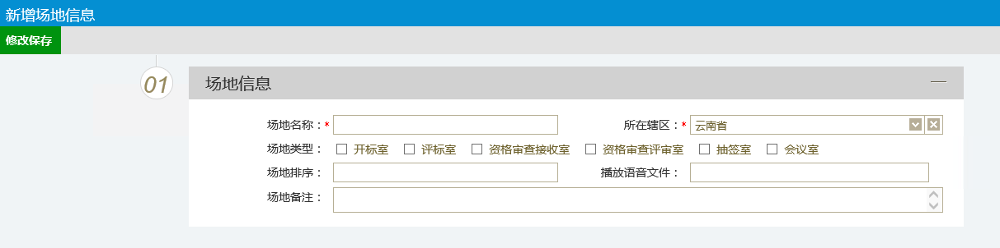 新增场地信息
修改保存
01 场地信息
场地名称：* 所在辖区：* 云南省
场地类型： 开标室 评标室 资格审查接收室 资格审查评审室 抽签室 会议室
场地排序： 播放语音文件：
场地备注：